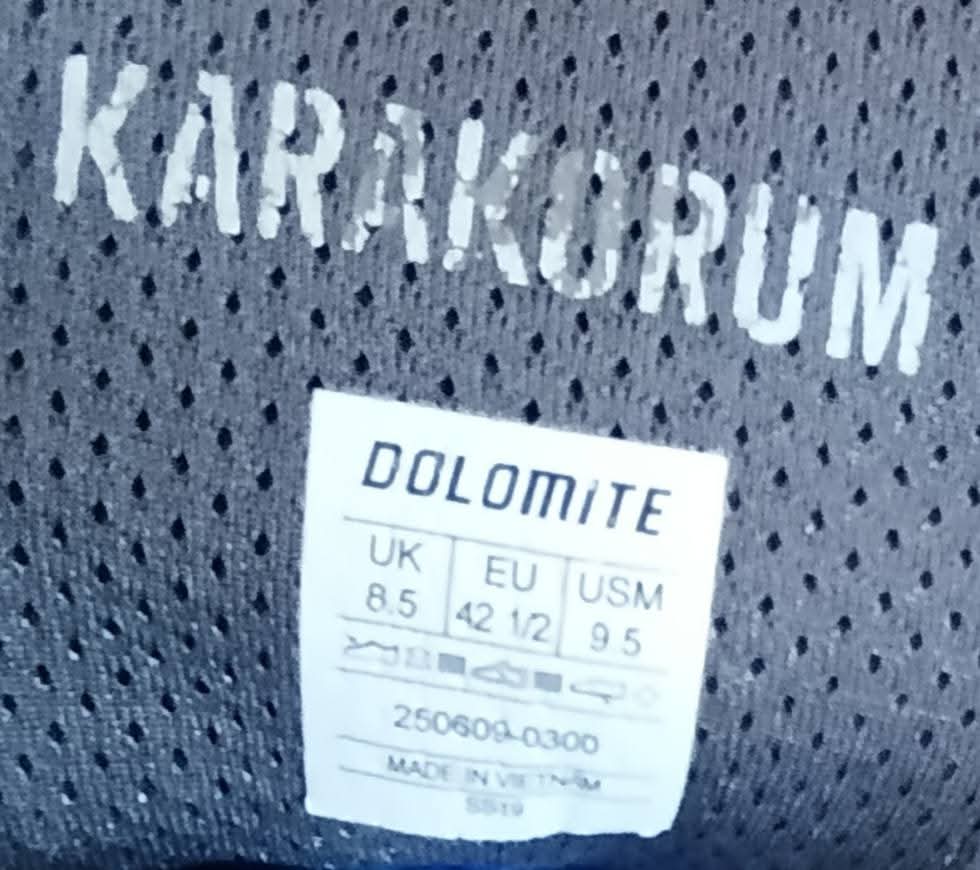 KARAKORUM
DOLOMITE
UK EU USM
8.5 42 1/2 9 5
250609-0300
MADE IN VIETNAM
SS19